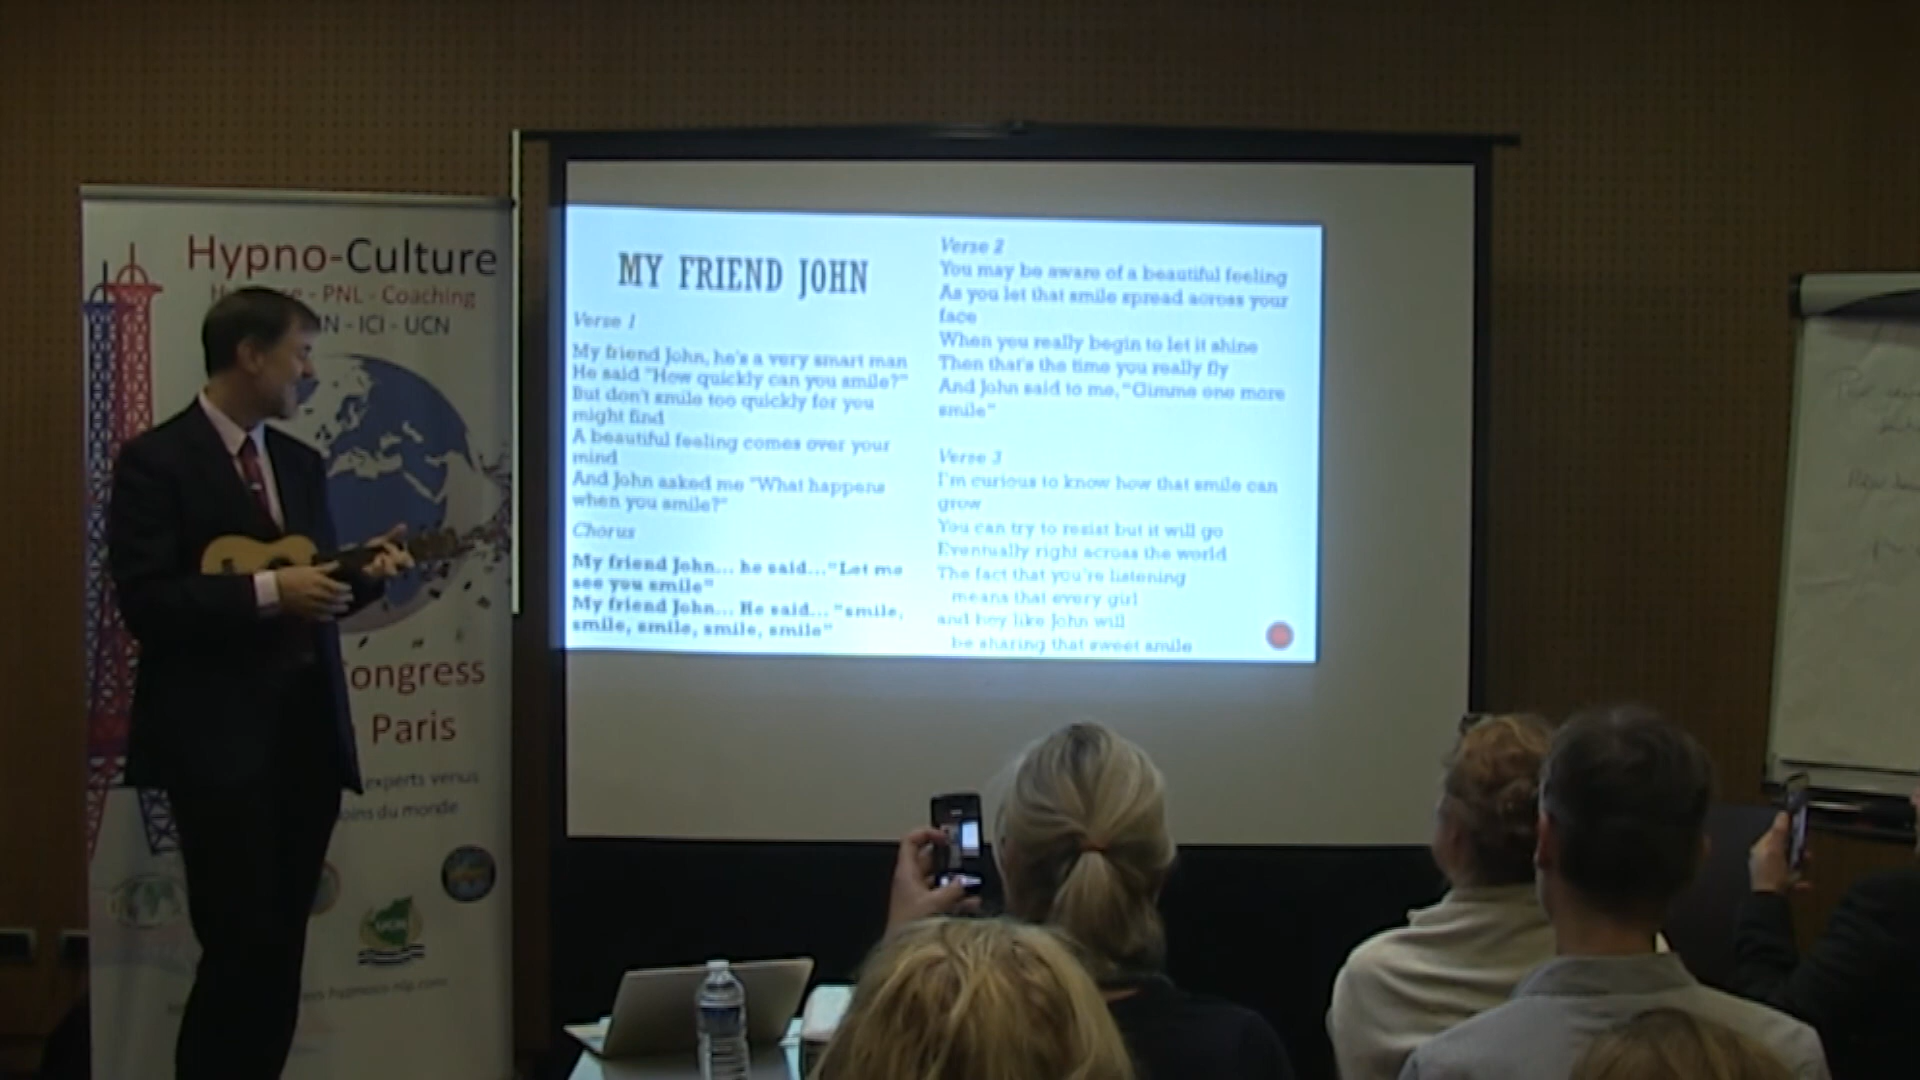 Hypno-Culture
- PNL - Coaching
- ICI - UCN
ongress
Paris
experts venus
oins du monde
MY FRIEND JOHN
Verse 1
My friend John, he's a very smart man
He said "How quickly can you smile?"
But don't smile too quickly for you
might find
A beautiful feeling comes over your
mind
And John asked me "What happens
when you smile?"
Chorus
My friend John... he said..."Let me
see you smile"
My friend John... He said... "smile,
smile, smile, smile, smile"
Verse 2
You may be aware of a beautiful feeling
As you let that smile spread across your
face
When you really begin to let it shine
Then that's the time you really fly
And John said to me, "Gimme one more
smile"
Verse 3
I'm curious to know how that smile can
grow
You can try to resist but it will go
Eventually right across the world
The fact that you're listening
means that every girl
and boy like John will
be sharing that sweet smile